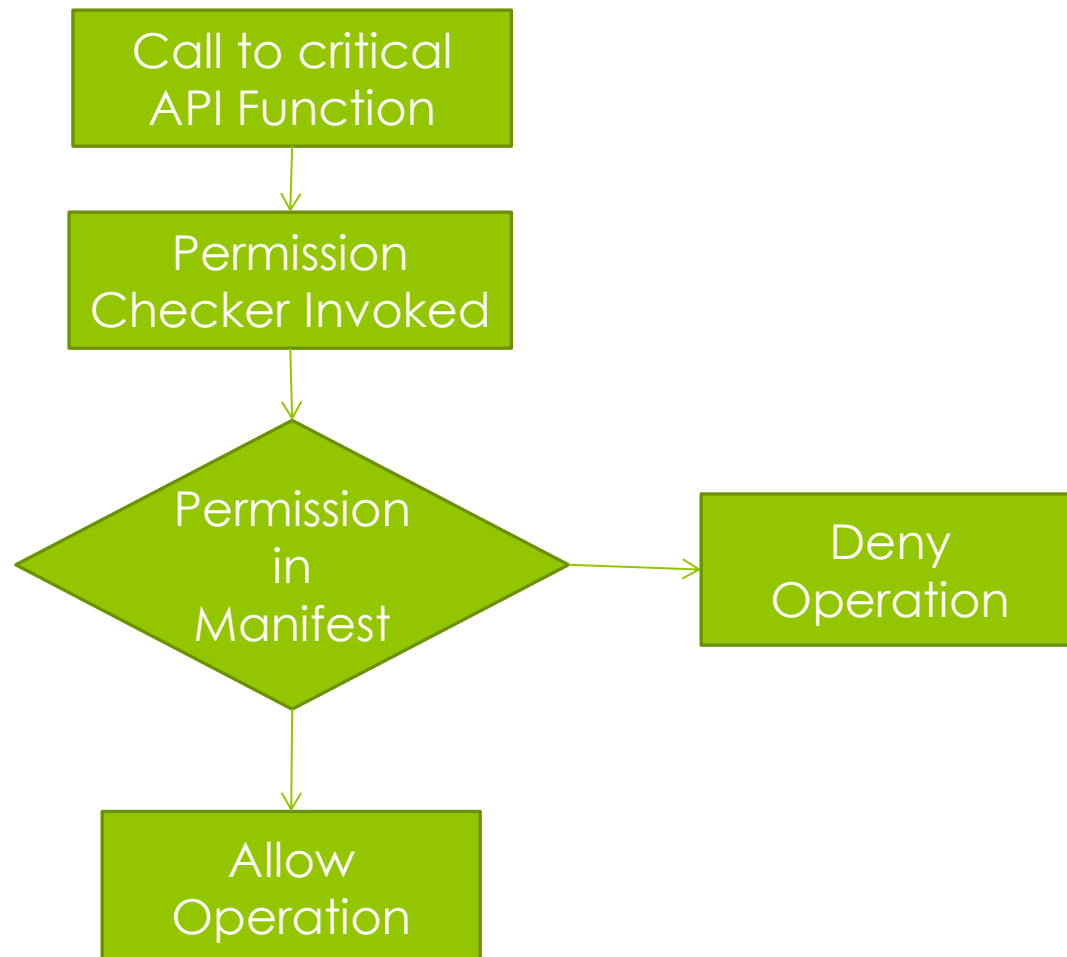 Call to critical
API Function
Permission
Checker Invoked
Permission
in
Manifest
Deny
Operation
Allow
Operation